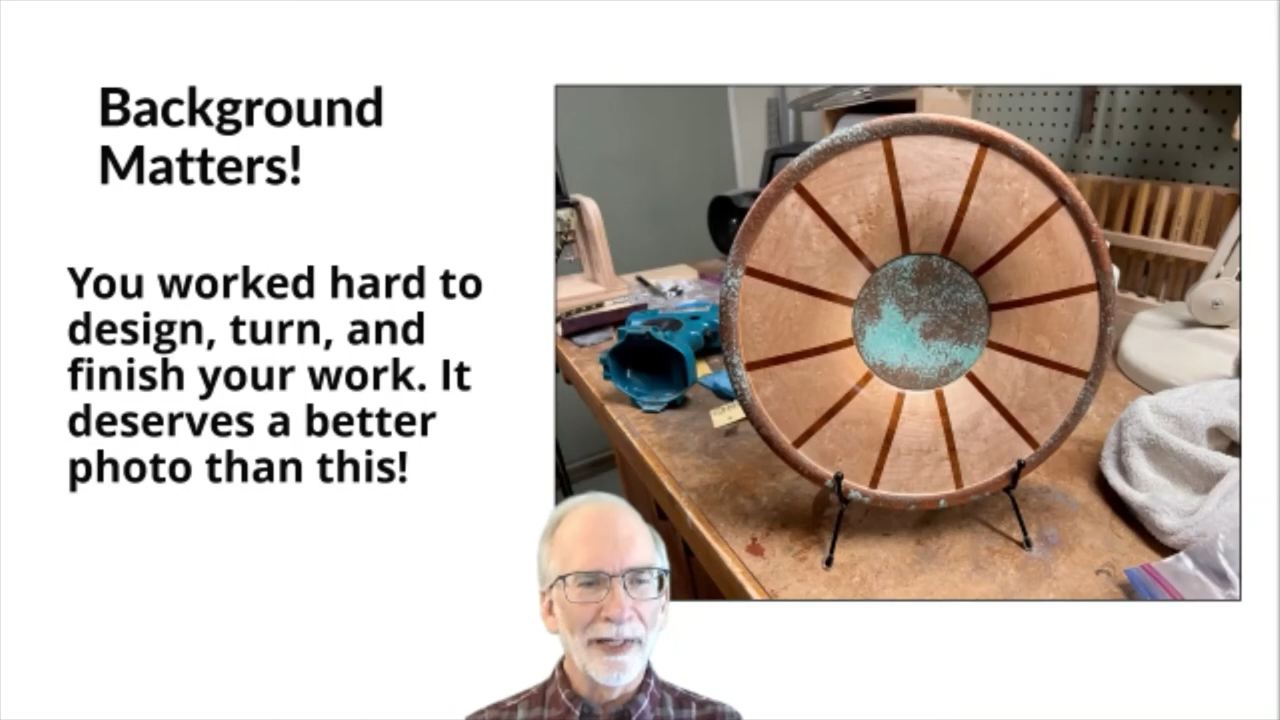 Background
Matters!
You worked hard to
design, turn, and
finish your work. It
deserves a better
photo than this!